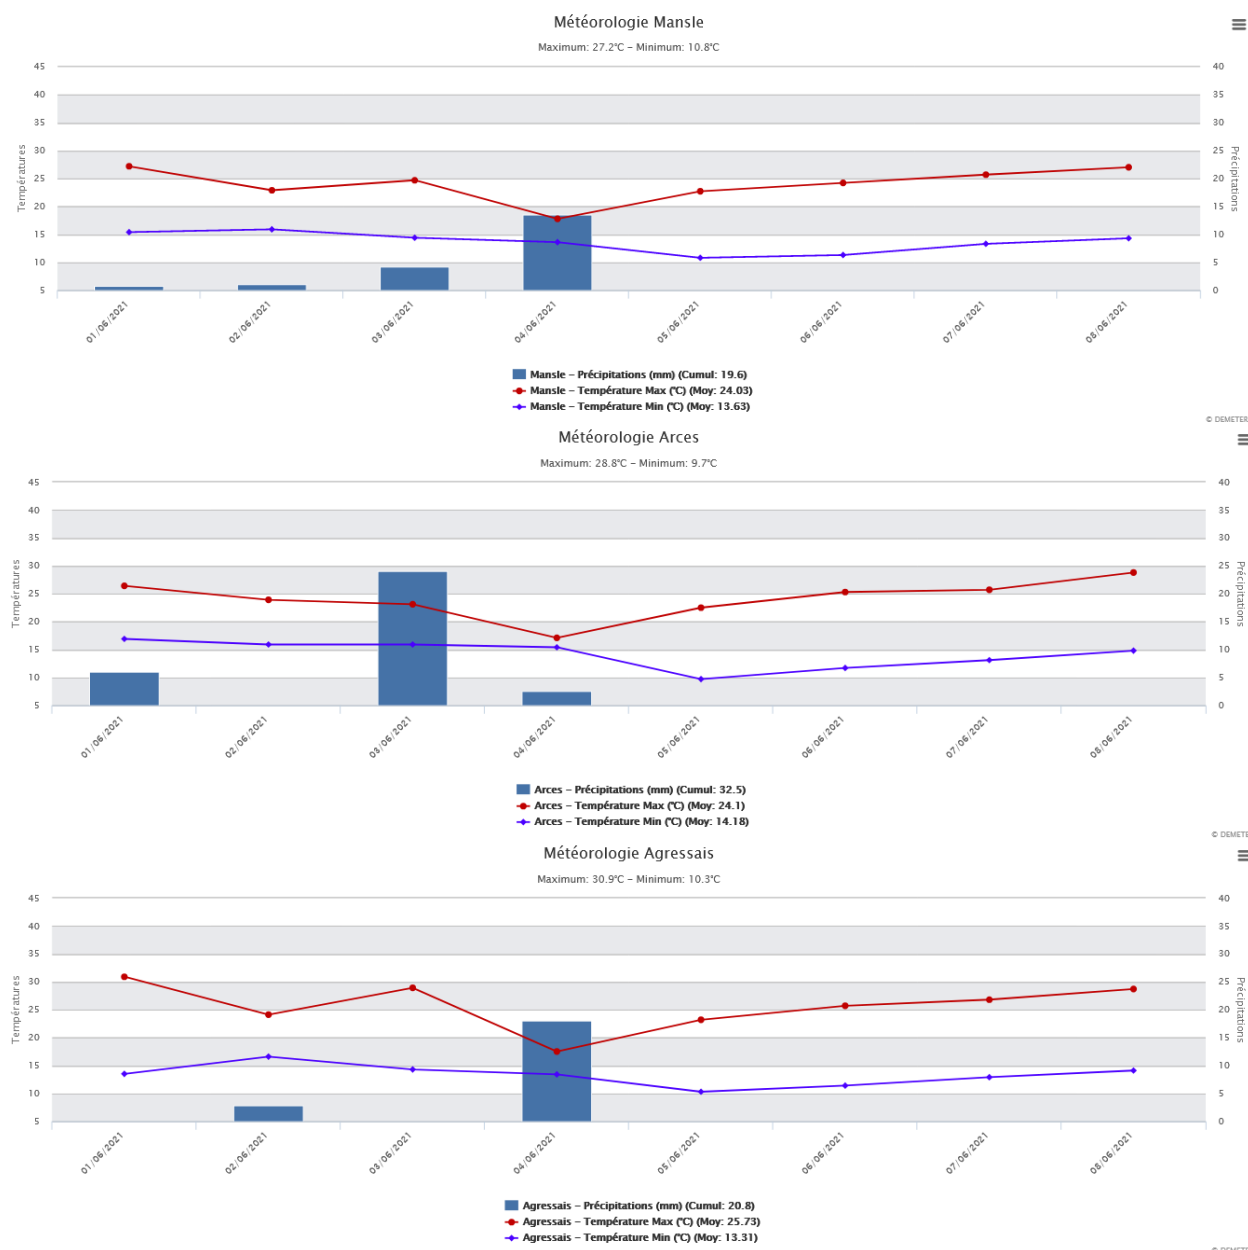 Météorologie Mansle
Maximum: 27.2°C – Minimum: 10.8°C
45 40
40 35
35 30
30 25
25 20
20 15
15 10
10 5
5 0
Températures
Précipitations
01/06/2021 02/06/2021 03/06/2021 04/06/2021 05/06/2021 06/06/2021 07/06/2021 08/06/2021
Mansle – Précipitations (mm) (Cumul: 19.6)
Mansle – Température Max (°C) (Moy: 24.03)
Mansle – Température Min (°C) (Moy: 13.63)
© DEMETER
Météorologie Arces
Maximum: 28.8°C – Minimum: 9.7°C
45 40
40 35
35 30
30 25
25 20
20 15
15 10
10 5
5 0
Températures
Précipitations
01/06/2021 02/06/2021 03/06/2021 04/06/2021 05/06/2021 06/06/2021 07/06/2021 08/06/2021
Arces – Précipitations (mm) (Cumul: 32.5)
Arces – Température Max (°C) (Moy: 24.1)
Arces – Température Min (°C) (Moy: 14.18)
© DEMETE
Météorologie Agressais
Maximum: 30.9°C – Minimum: 10.3°C
45 40
40 35
35 30
30 25
25 20
20 15
15 10
10 5
5 0
Températures
Précipitations
01/06/2021 02/06/2021 03/06/2021 04/06/2021 05/06/2021 06/06/2021 07/06/2021 08/06/2021
Agressais – Précipitations (mm) (Cumul: 20.8)
Agressais – Température Max (°C) (Moy: 25.73)
Agressais – Température Min (°C) (Moy: 13.31)